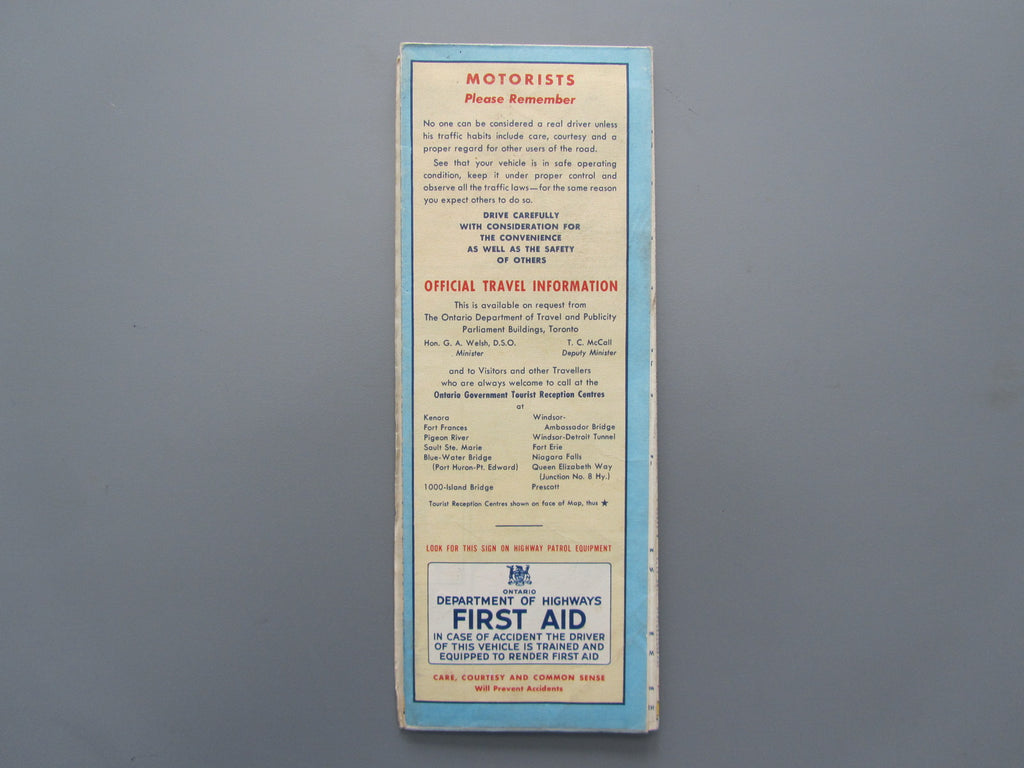 MOTORISTS
Please Remember
No one can be considered a real driver unless
his traffic habits include care, courtesy and a
proper regard for other users of the road.
See that your vehicle is in safe operating
condition, keep it under proper control and
observe all the traffic laws—for the same reason
you expect others to do so.
DRIVE CAREFULLY
WITH CONSIDERATION FOR
THE CONVENIENCE
AS WELL AS THE SAFETY
OF OTHERS
OFFICIAL TRAVEL INFORMATION
This is available on request from
The Ontario Department of Travel and Publicity
Parliament Buildings, Toronto
Hon. G. A. Welsh, D.S.O. T. C. McCall
Minister Deputy Minister
and to Visitors and other Travellers
who are always welcome to call at the
Ontario Government Tourist Reception Centres
at
Kenora Windsor-
Fort Frances Ambassador Bridge
Pigeon River Windsor-Detroit Tunnel
Sault Ste. Marie Fort Erie
Blue-Water Bridge Niagara Falls
(Port Huron-Pt. Edward) Queen Elizabeth Way
(Junction No. 8 Hy.)
1000-Island Bridge Prescott
Tourist Reception Centres shown on face of Map, thus ★
LOOK FOR THIS SIGN ON HIGHWAY PATROL EQUIPMENT
ONTARIO
DEPARTMENT OF HIGHWAYS
FIRST AID
IN CASE OF ACCIDENT THE DRIVER
OF THIS VEHICLE IS TRAINED AND
EQUIPPED TO RENDER FIRST AID
CARE, COURTESY AND COMMON SENSE
Will Prevent Accidents